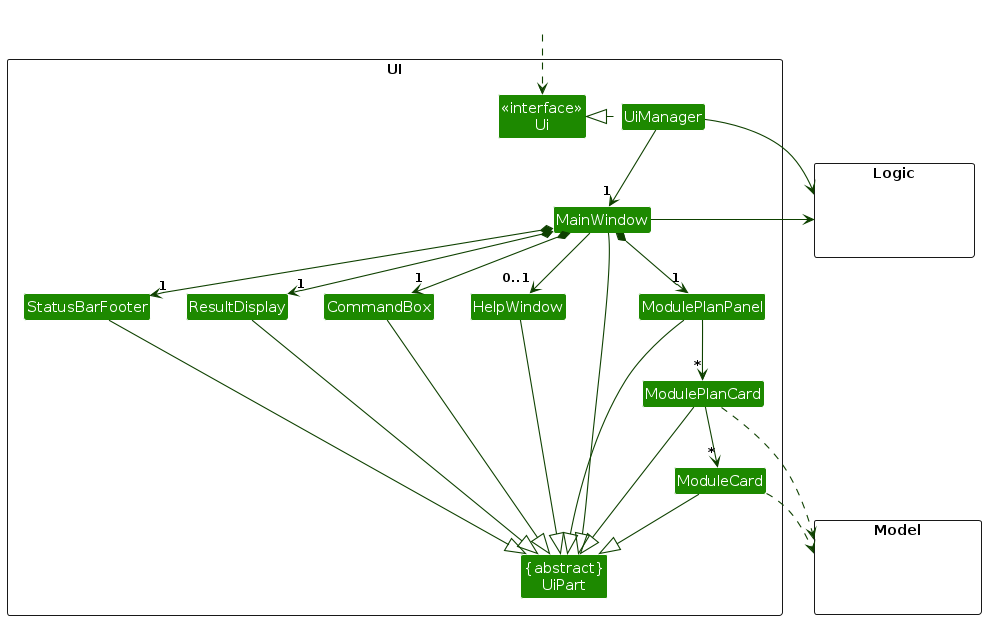 UI
«interface»
Ui
UiManager
Logic
1
MainWindow
1
1
1
0..1
1
StatusBarFooter
ResultDisplay
CommandBox
HelpWindow
ModulePlanPanel
*
ModulePlanCard
*
ModuleCard
Model
{abstract}
UiPart